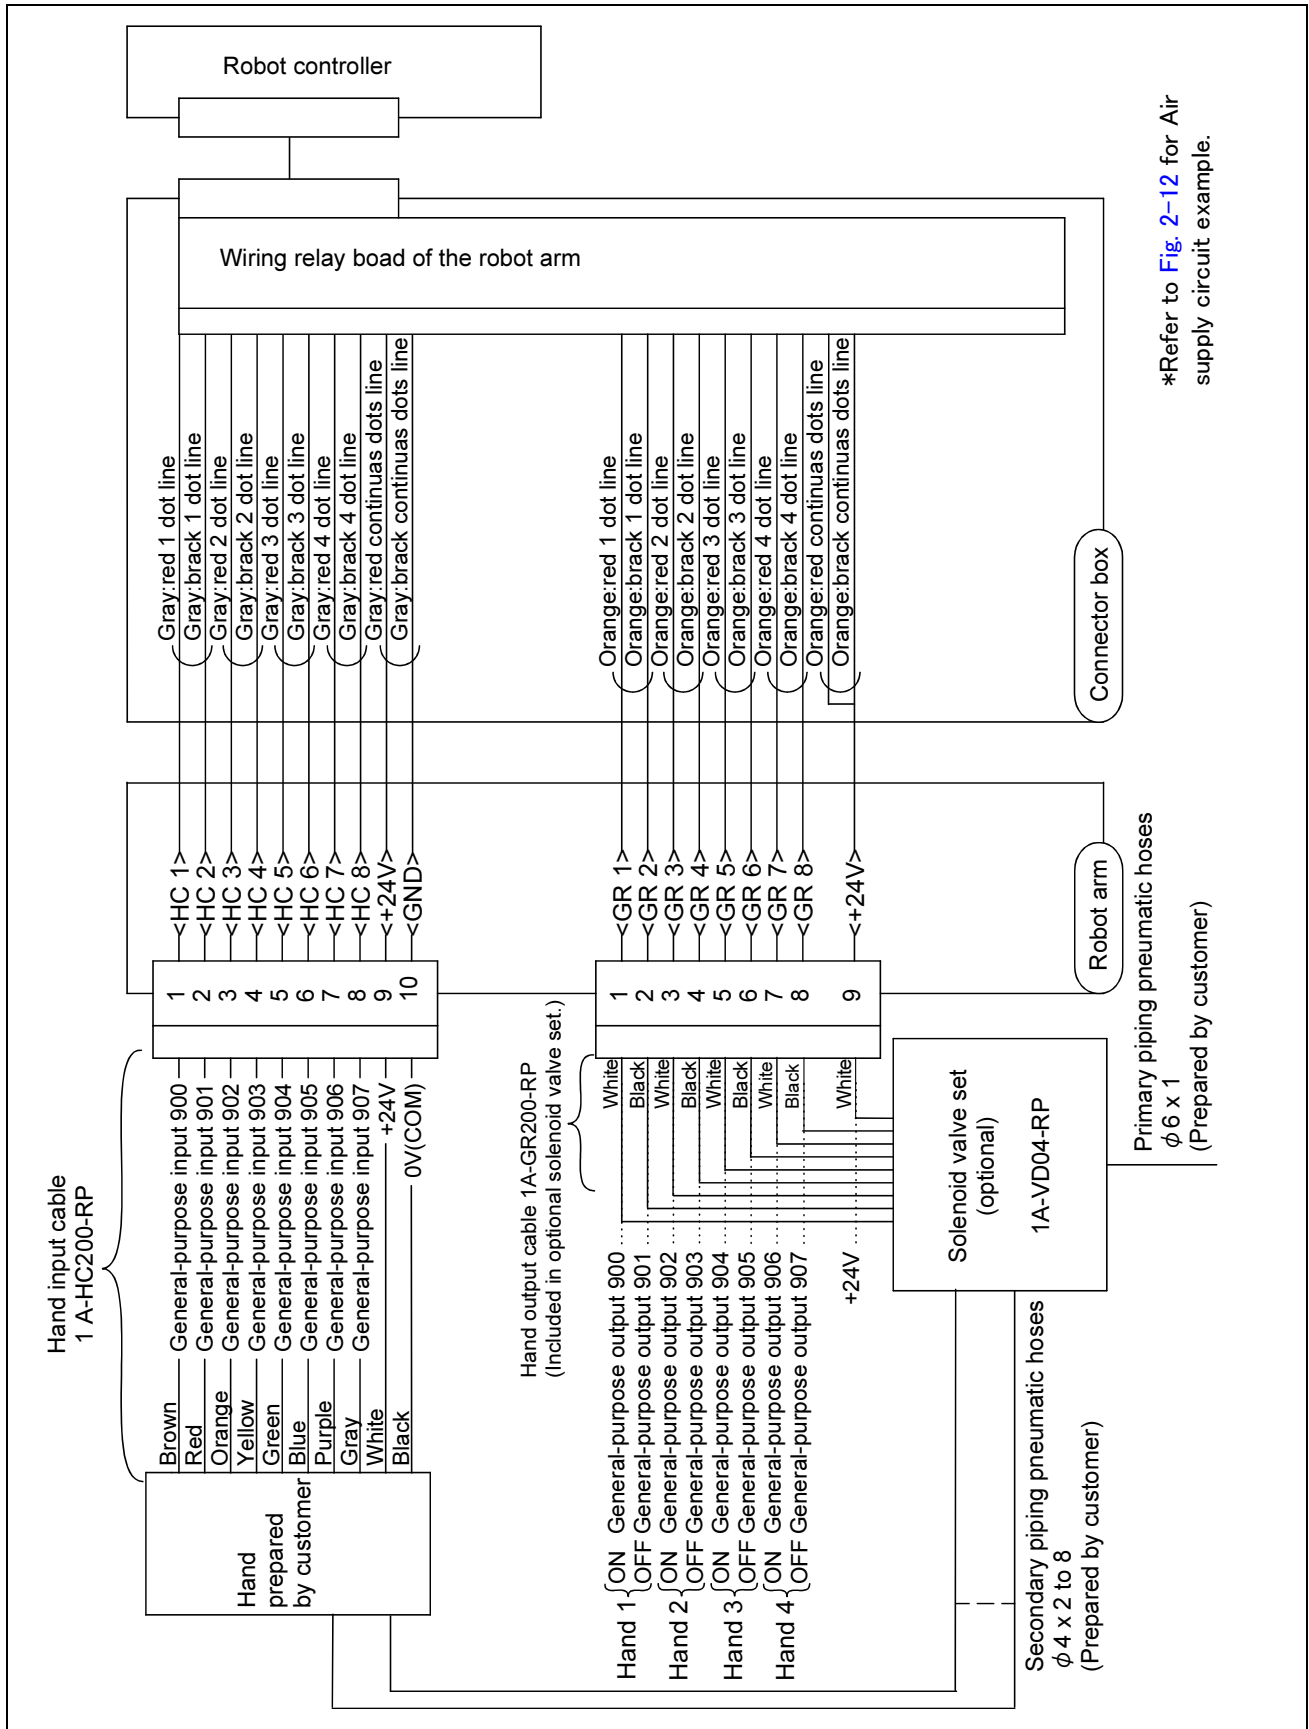 Robot controller
Wiring relay boad of the robot arm
*Refer to Fig. 2-12 for Air
supply circuit example.
Gray:red 1 dot line
Gray:brack 1 dot line
Gray:red 2 dot line
Gray:brack 2 dot line
Gray:red 3 dot line
Gray:brack 3 dot line
Gray:red 4 dot line
Gray:brack 4 dot line
Gray:red continuas dots line
Gray:brack continuas dots line
Orange:red 1 dot line
Orange:brack 1 dot line
Orange:red 2 dot line
Orange:brack 2 dot line
Orange:red 3 dot line
Orange:brack 3 dot line
Orange:red 4 dot line
Orange:brack 4 dot line
Orange:red continuas dots line
Orange:brack continuas dots line
Connector box
<HC 1>
<HC 2>
<HC 3>
<HC 4>
<HC 5>
<HC 6>
<HC 7>
<HC 8>
<+24V>
<GND>
<GR 1>
<GR 2>
<GR 3>
<GR 4>
<GR 5>
<GR 6>
<GR 7>
<GR 8>
<+24V>
Robot arm
1
2
3
4
5
6
7
8
9
10
1
2
3
4
5
6
7
8
9
Hand input cable
1 A-HC200-RP
General-purpose input 900
General-purpose input 901
General-purpose input 902
General-purpose input 903
General-purpose input 904
General-purpose input 905
General-purpose input 906
General-purpose input 907
+24V
0V(COM)
Brown
Red
Orange
Yellow
Green
Blue
Purple
Gray
White
Black
Hand
prepared
by customer
Hand output cable 1A-GR200-RP
(Included in optional solenoid valve set.)
White
Black
White
Black
White
Black
White
Black
White
Hand 1
ON General-purpose output 900
OFF General-purpose output 901
Hand 2
ON General-purpose output 902
OFF General-purpose output 903
Hand 3
ON General-purpose output 904
OFF General-purpose output 905
Hand 4
ON General-purpose output 906
OFF General-purpose output 907
+24V
Solenoid valve set
(optional)
1A-VD04-RP
Primary piping pneumatic hoses
φ6 x 1
(Prepared by customer)
Secondary piping pneumatic hoses
φ4 x 2 to 8
(Prepared by customer)